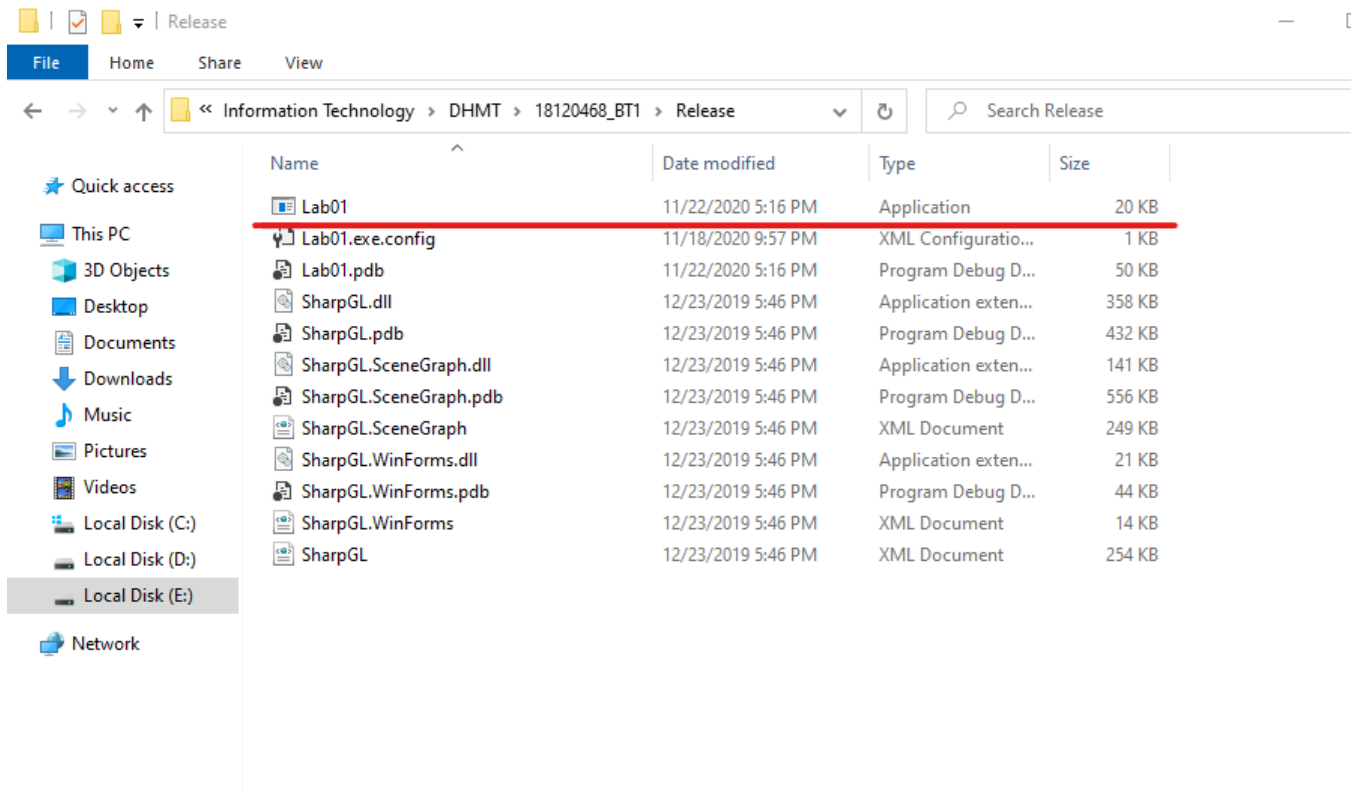 Release
File Home Share View
« Information Technology > DHMT > 18120468_BT1 > Release Search Release
Name Date modified Type Size
Quick access
This PC
3D Objects
Desktop
Documents
Downloads
Music
Pictures
Videos
Local Disk (C:)
Local Disk (D:)
Local Disk (E:)
Network
Lab01 11/22/2020 5:16 PM Application 20 KB
Lab01.exe.config 11/18/2020 9:57 PM XML Configuratio... 1 KB
Lab01.pdb 11/22/2020 5:16 PM Program Debug D... 50 KB
SharpGL.dll 12/23/2019 5:46 PM Application exten... 358 KB
SharpGL.pdb 12/23/2019 5:46 PM Program Debug D... 432 KB
SharpGL.SceneGraph.dll 12/23/2019 5:46 PM Application exten... 141 KB
SharpGL.SceneGraph.pdb 12/23/2019 5:46 PM Program Debug D... 556 KB
SharpGL.SceneGraph 12/23/2019 5:46 PM XML Document 249 KB
SharpGL.WinForms.dll 12/23/2019 5:46 PM Application exten... 21 KB
SharpGL.WinForms.pdb 12/23/2019 5:46 PM Program Debug D... 44 KB
SharpGL.WinForms 12/23/2019 5:46 PM XML Document 14 KB
SharpGL 12/23/2019 5:46 PM XML Document 254 KB